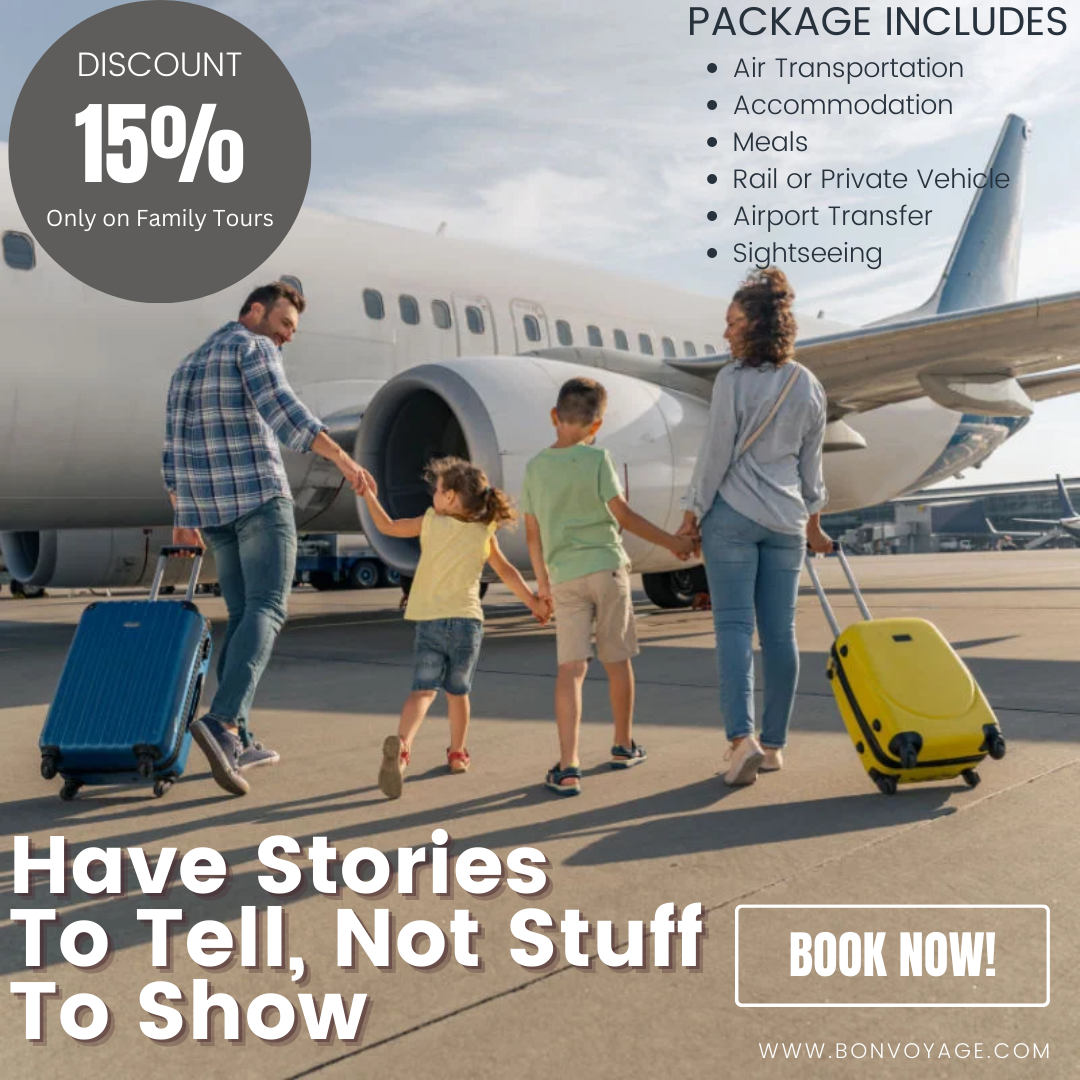 DISCOUNT
15%
Only on Family Tours
PACKAGE INCLUDES
Air Transportation
Accommodation
Meals
Rail or Private Vehicle
Airport Transfer
Sightseeing
Have Stories
To Tell, Not Stuff
To Show
BOOK NOW!
WWW.BONVOYAGE.COM